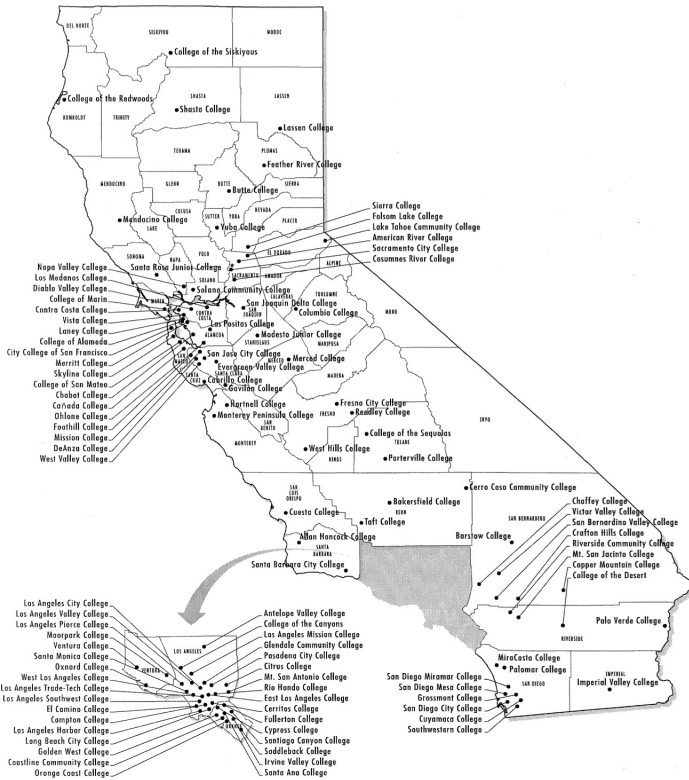 DEL NORTE
SISKIYOU
MODOC
College of the Siskiyous
College of the Redwoods
HUMBOLDT
TRINITY
SHASTA
Shasta College
LASSEN
Lassen College
TEHAMA
PLUMAS
Feather River College
MENDOCINO
GLENN
BUTTE
Butte College
SIERRA
Mendocino College
LAKE
COLUSA
SUTTER
YUBA
Yuba College
NEVADA
PLACER
Sierra College
Folsom Lake College
Lake Tahoe Community College
American River College
Sacramento City College
Cosumnes River College
SONOMA
NAPA
YOLO
EL DORADO
ALPINE
Santa Rosa Junior College
SACRAMENTO
AMADOR
SOLANO
Solano Community College
Napa Valley College
Los Medanos College
Diablo Valley College
College of Marin
Contra Costa College
Vista College
Laney College
College of Alameda
City College of San Francisco
Merritt College
Skyline College
College of San Mateo
Chabot College
Cañada College
Ohlone College
Foothill College
Mission College
DeAnza College
West Valley College
MARIN
CONTRA COSTA
San Joaquin Delta College
SAN JOAQUIN
CALAVERAS
TUOLUMNE
Columbia College
MONO
Las Positas College
ALAMEDA
Modesto Junior College
STANISLAUS
MARIPOSA
SAN MATEO
San Jose City College
MERCED
Merced College
Evergreen Valley College
SANTA CLARA
MADERA
SANTA CRUZ
Cabrillo College
Gavilan College
Hartnell College
Fresno City College
FRESNO
Reedley College
Monterey Peninsula College
SAN BENITO
INYO
College of the Sequoias
TULARE
MONTEREY
West Hills College
KINGS
Porterville College
SAN LUIS OBISPO
Cerro Coso Community College
Bakersfield College
KERN
Cuesta College
Taft College
SAN BERNARDINO
Barstow College
Allan Hancock College
SANTA BARBARA
Santa Barbara City College
Chaffey College
Victor Valley College
San Bernardino Valley College
Crafton Hills College
Riverside Community College
Mt. San Jacinto College
Copper Mountain College
College of the Desert
Palo Verde College
RIVERSIDE
MiraCosta College
Palomar College
SAN DIEGO
IMPERIAL
Imperial Valley College
San Diego Miramar College
San Diego Mesa College
Grossmont College
San Diego City College
Cuyamaca College
Southwestern College
Los Angeles City College
Los Angeles Valley College
Los Angeles Pierce College
Moorpark College
Ventura College
Santa Monica College
Oxnard College
West Los Angeles College
Los Angeles Trade-Tech College
Los Angeles Southwest College
El Camino College
Compton College
Los Angeles Harbor College
Long Beach City College
Golden West College
Coastline Community College
Orange Coast College
VENTURA
LOS ANGELES
ORANGE
Antelope Valley College
College of the Canyons
Los Angeles Mission College
Glendale Community College
Pasadena City College
Citrus College
Mt. San Antonio College
Rio Hondo College
East Los Angeles College
Cerritos College
Fullerton College
Cypress College
Santiago Canyon College
Saddleback College
Irvine Valley College
Santa Ana College